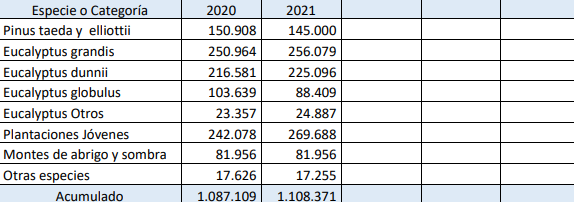 Especie o Categoría 2020 2021
Pinus taeda y elliottii 150.908 145.000
Eucalyptus grandis 250.964 256.079
Eucalyptus dunnii 216.581 225.096
Eucalyptus globulus 103.639 88.409
Eucalyptus Otros 23.357 24.887
Plantaciones Jóvenes 242.078 269.688
Montes de abrigo y sombra 81.956 81.956
Otras especies 17.626 17.255
Acumulado 1.087.109 1.108.371